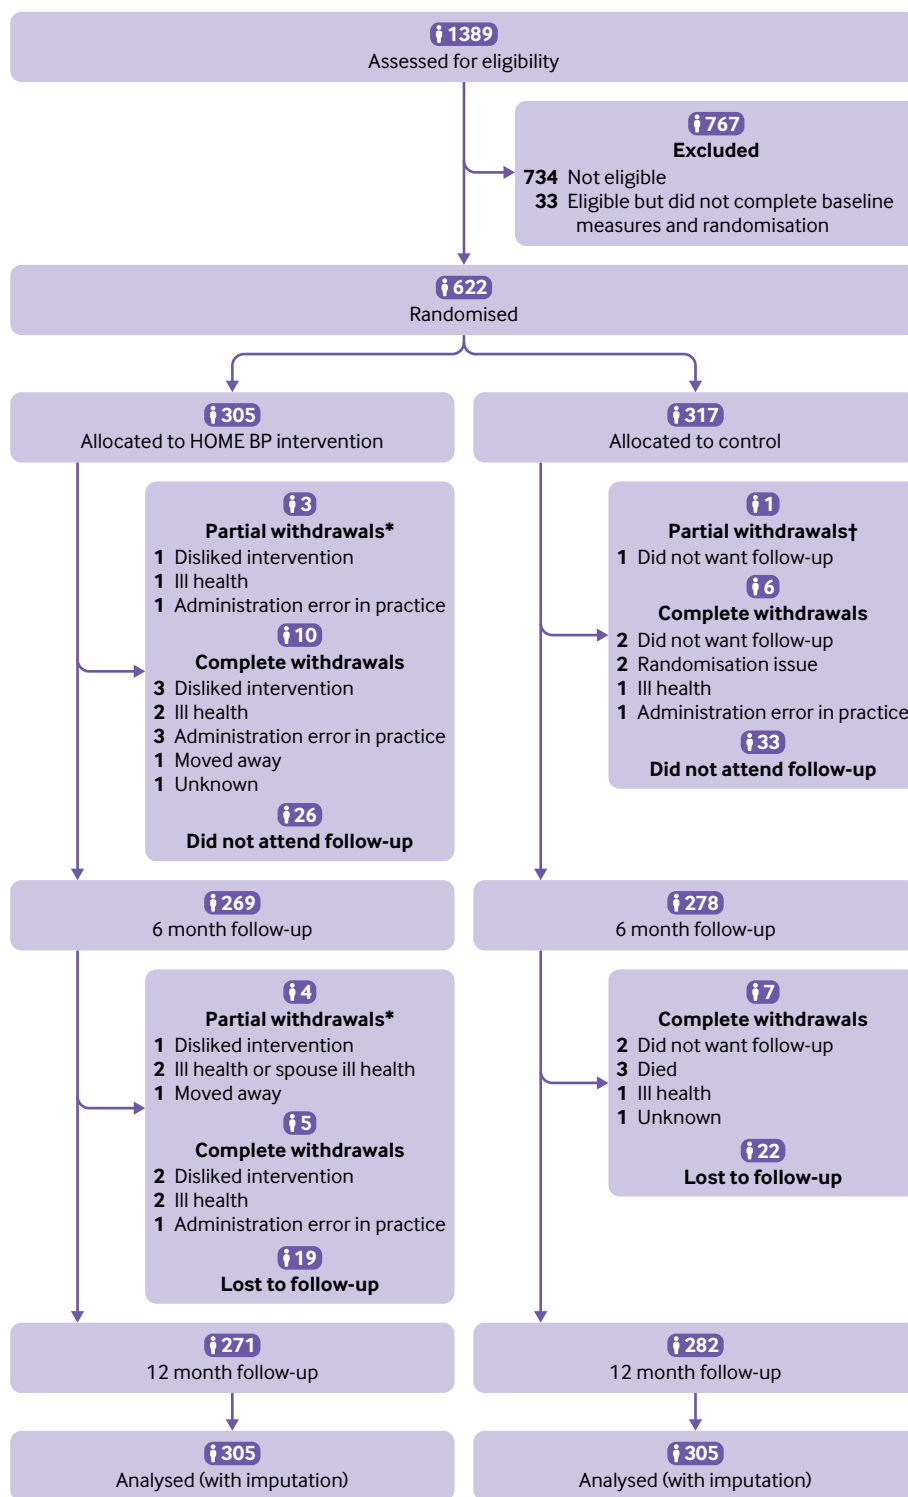 1389
Assessed for eligibility
767
Excluded
734 Not eligible
33 Eligible but did not complete baseline
measures and randomisation
622
Randomised
305
Allocated to HOME BP intervention
3
Partial withdrawals*
1 Disliked intervention
1 Ill health
1 Administration error in practice
10
Complete withdrawals
3 Disliked intervention
2 Ill health
3 Administration error in practice
1 Moved away
1 Unknown
26
Did not attend follow-up
269
6 month follow-up
4
Partial withdrawals*
1 Disliked intervention
2 Ill health or spouse ill health
1 Moved away
5
Complete withdrawals
2 Disliked intervention
2 Ill health
1 Administration error in practice
19
Lost to follow-up
271
12 month follow-up
305
Analysed (with imputation)
317
Allocated to control
1
Partial withdrawals†
1 Did not want follow-up
6
Complete withdrawals
2 Did not want follow-up
2 Randomisation issue
1 Ill health
1 Administration error in practice
33
Did not attend follow-up
278
6 month follow-up
7
Complete withdrawals
2 Did not want follow-up
3 Died
1 Ill health
1 Unknown
22
Lost to follow-up
282
12 month follow-up
305
Analysed (with imputation)